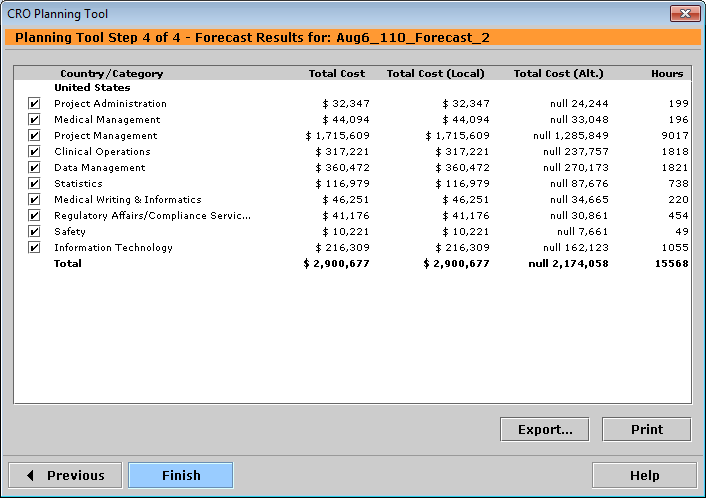 CRO Planning Tool
Planning Tool Step 4 of 4 - Forecast Results for: Aug6_110_Forecast_2
Country/Category Total Cost Total Cost (Local) Total Cost (Alt.) Hours
United States
Project Administration $ 32,347 $ 32,347 null 24,244 199
Medical Management $ 44,094 $ 44,094 null 33,048 196
Project Management $ 1,715,609 $ 1,715,609 null 1,285,849 9017
Clinical Operations $ 317,221 $ 317,221 null 237,757 1818
Data Management $ 360,472 $ 360,472 null 270,173 1821
Statistics $ 116,979 $ 116,979 null 87,676 738
Medical Writing & Informatics $ 46,251 $ 46,251 null 34,665 220
Regulatory Affairs/Compliance Servic... $ 41,176 $ 41,176 null 30,861 454
Safety $ 10,221 $ 10,221 null 7,661 49
Information Technology $ 216,309 $ 216,309 null 162,123 1055
Total $ 2,900,677 $ 2,900,677 null 2,174,058 15568
Export... Print
Previous Finish Help